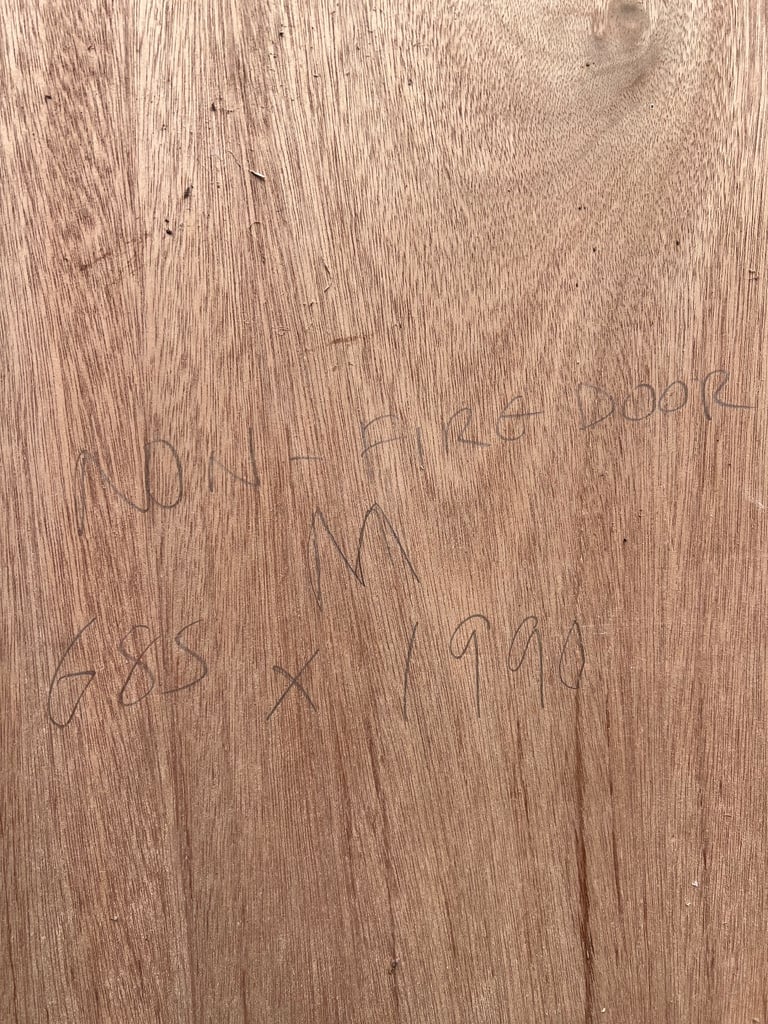 NON-FIRE DOOR
M
685 x 1990